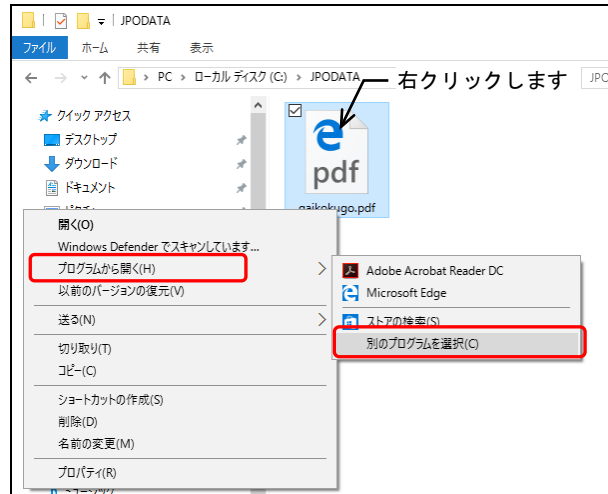 JPODATA
ファイル ホーム 共有 表示
PC > ローカル ディスク (C:) > JPODATA
右クリックします
JPO
クイック アクセス
デスクトップ
ダウンロード
ドキュメント
pdf
gaikokugo.pdf
開く(O)
Windows Defender でスキャンしています...
プログラムから開く(H)
以前のバージョンの復元(V)
送る(N)
切り取り(T)
コピー(C)
ショートカットの作成(S)
削除(D)
名前の変更(M)
プロパティ(R)
Adobe Acrobat Reader DC
Microsoft Edge
ストアの検索(S)
別のプログラムを選択(C)